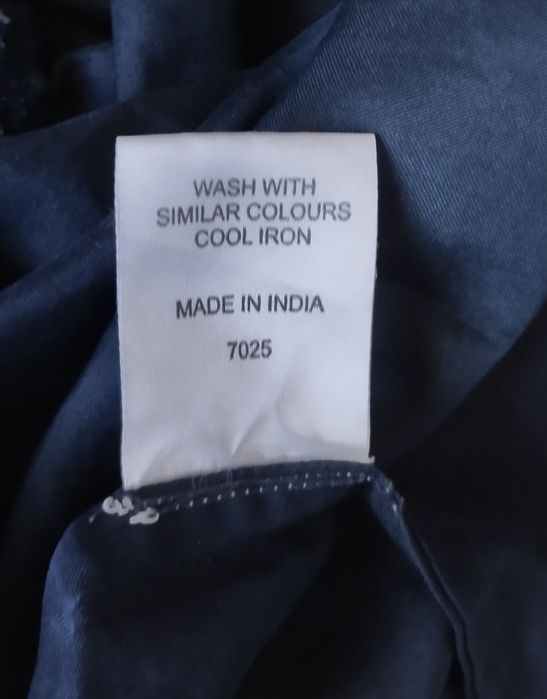 WASH WITH
SIMILAR COLOURS
COOL IRON
MADE IN INDIA
7025